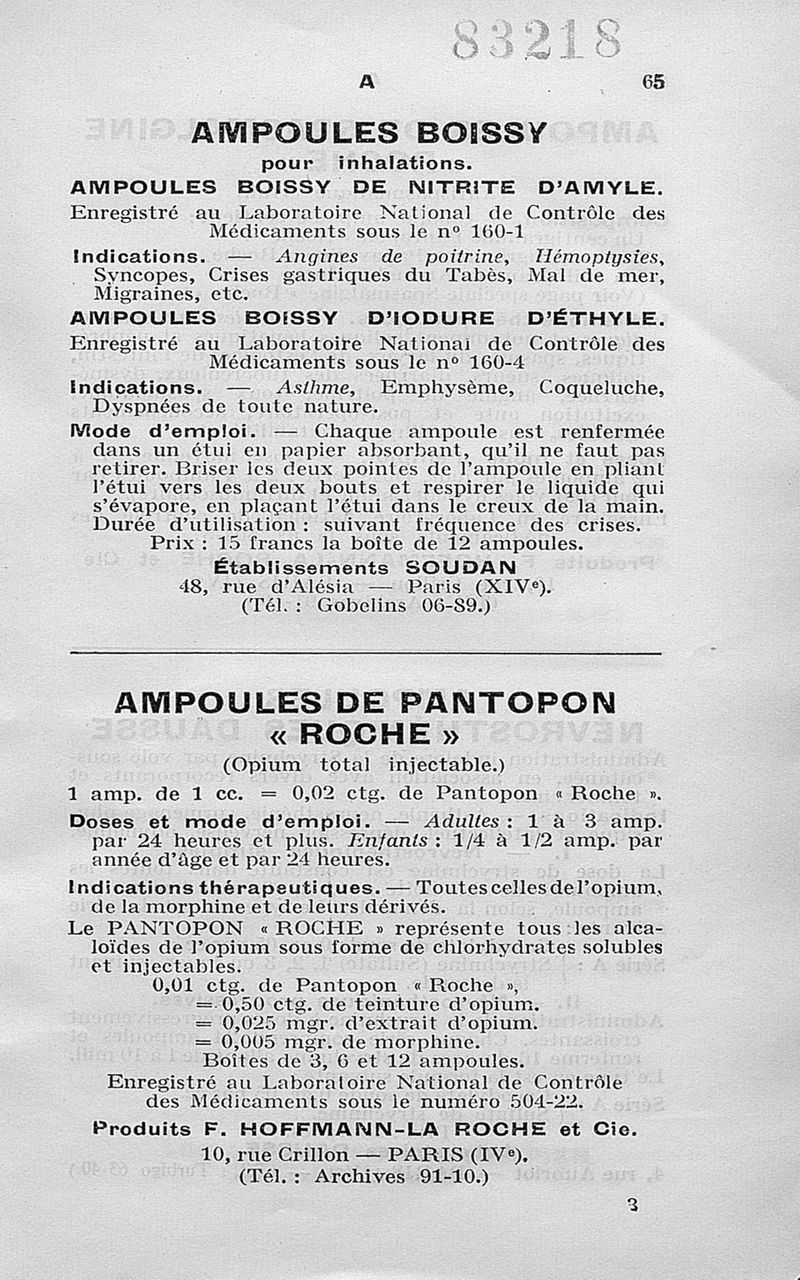 83218
A 65
AMPOULES BOISSY
pour inhalations.
AMPOULES BOISSY DE NITRITE D'AMYLE.
Enregistré au Laboratoire National de Contrôle des
Médicaments sous le nº 160-1
Indications. — Angines de poitrine, Hémoptysies,
Syncopes, Crises gastriques du Tabès, Mal de mer,
Migraines, etc.
AMPOULES BOISSY D'IODURE D'ÉTHYLE.
Enregistré au Laboratoire National de Contrôle des
Médicaments sous le nº 160-4
Indications. — Asthme, Emphysème, Coqueluche,
Dyspnées de toute nature.
Mode d'emploi. — Chaque ampoule est renfermée
dans un étui en papier absorbant, qu'il ne faut pas
retirer. Briser les deux pointes de l'ampoule en pliant
l'étui vers les deux bouts et respirer le liquide qui
s'évapore, en plaçant l'étui dans le creux de la main.
Durée d'utilisation : suivant fréquence des crises.
Prix : 15 francs la boîte de 12 ampoules.
Établissements SOUDAN
48, rue d'Alésia — Paris (XIVe).
(Tél. : Gobelins 06-89.)
AMPOULES DE PANTOPON
« ROCHE »
(Opium total injectable.)
1 amp. de 1 cc. = 0,02 ctg. de Pantopon « Roche ».
Doses et mode d'emploi. — Adultes : 1 à 3 amp.
par 24 heures et plus. Enfants : 1/4 à 1/2 amp. par
année d'âge et par 24 heures.
Indications thérapeutiques. — Toutes celles de l'opium,
de la morphine et de leurs dérivés.
Le PANTOPON « ROCHE » représente tous les alca-
loïdes de l'opium sous forme de chlorhydrates solubles
et injectables.
0,01 ctg. de Pantopon « Roche »,
= 0,50 ctg. de teinture d'opium.
= 0,025 mgr. d'extrait d'opium.
= 0,005 mgr. de morphine.
Boîtes de 3, 6 et 12 ampoules.
Enregistré au Laboratoire National de Contrôle
des Médicaments sous le numéro 504-22.
Produits F. HOFFMANN-LA ROCHE et Cie.
10, rue Crillon — PARIS (IVe).
(Tél. : Archives 91-10.)
3